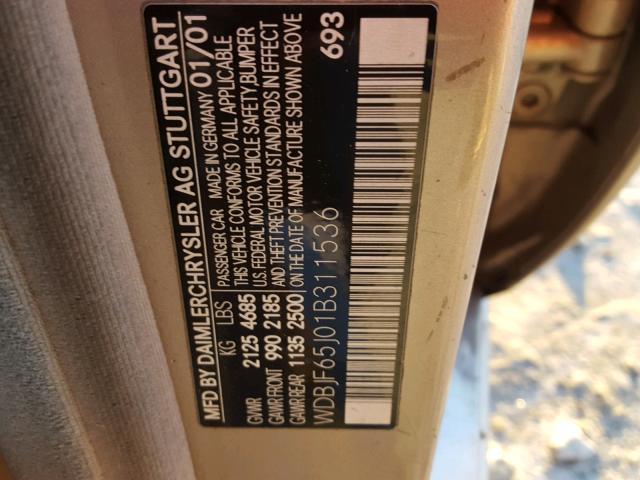 MFD BY DAIMLERCHRYSLER AG STUTTGART
KG LBS PASSENGER CAR MADE IN GERMANY 01/01
GVWR 2125 4685 THIS VEHICLE CONFORMS TO ALL APPLICABLE
U.S. FEDERAL MOTOR VEHICLE SAFETY, BUMPER
GAWR FRONT 990 2185 AND THEFT PREVENTION STANDARDS IN EFFECT
GAWR REAR 1135 2500 ON THE DATE OF MANUFACTURE SHOWN ABOVE
WDBJF65J01B311536 693